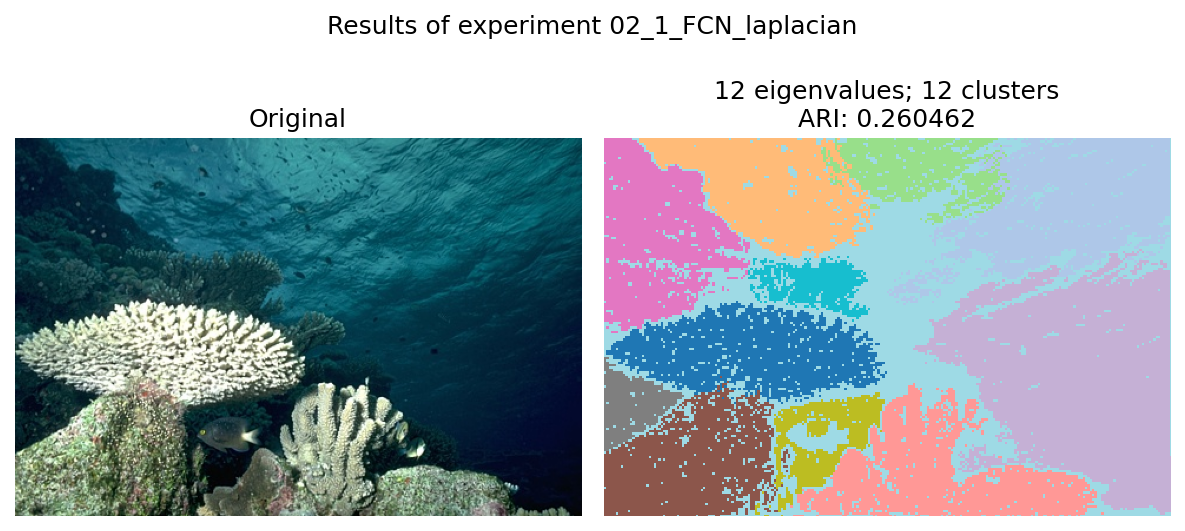 Results of experiment 02_1_FCN_laplacian
Original
12 eigenvalues; 12 clusters
ARI: 0.260462